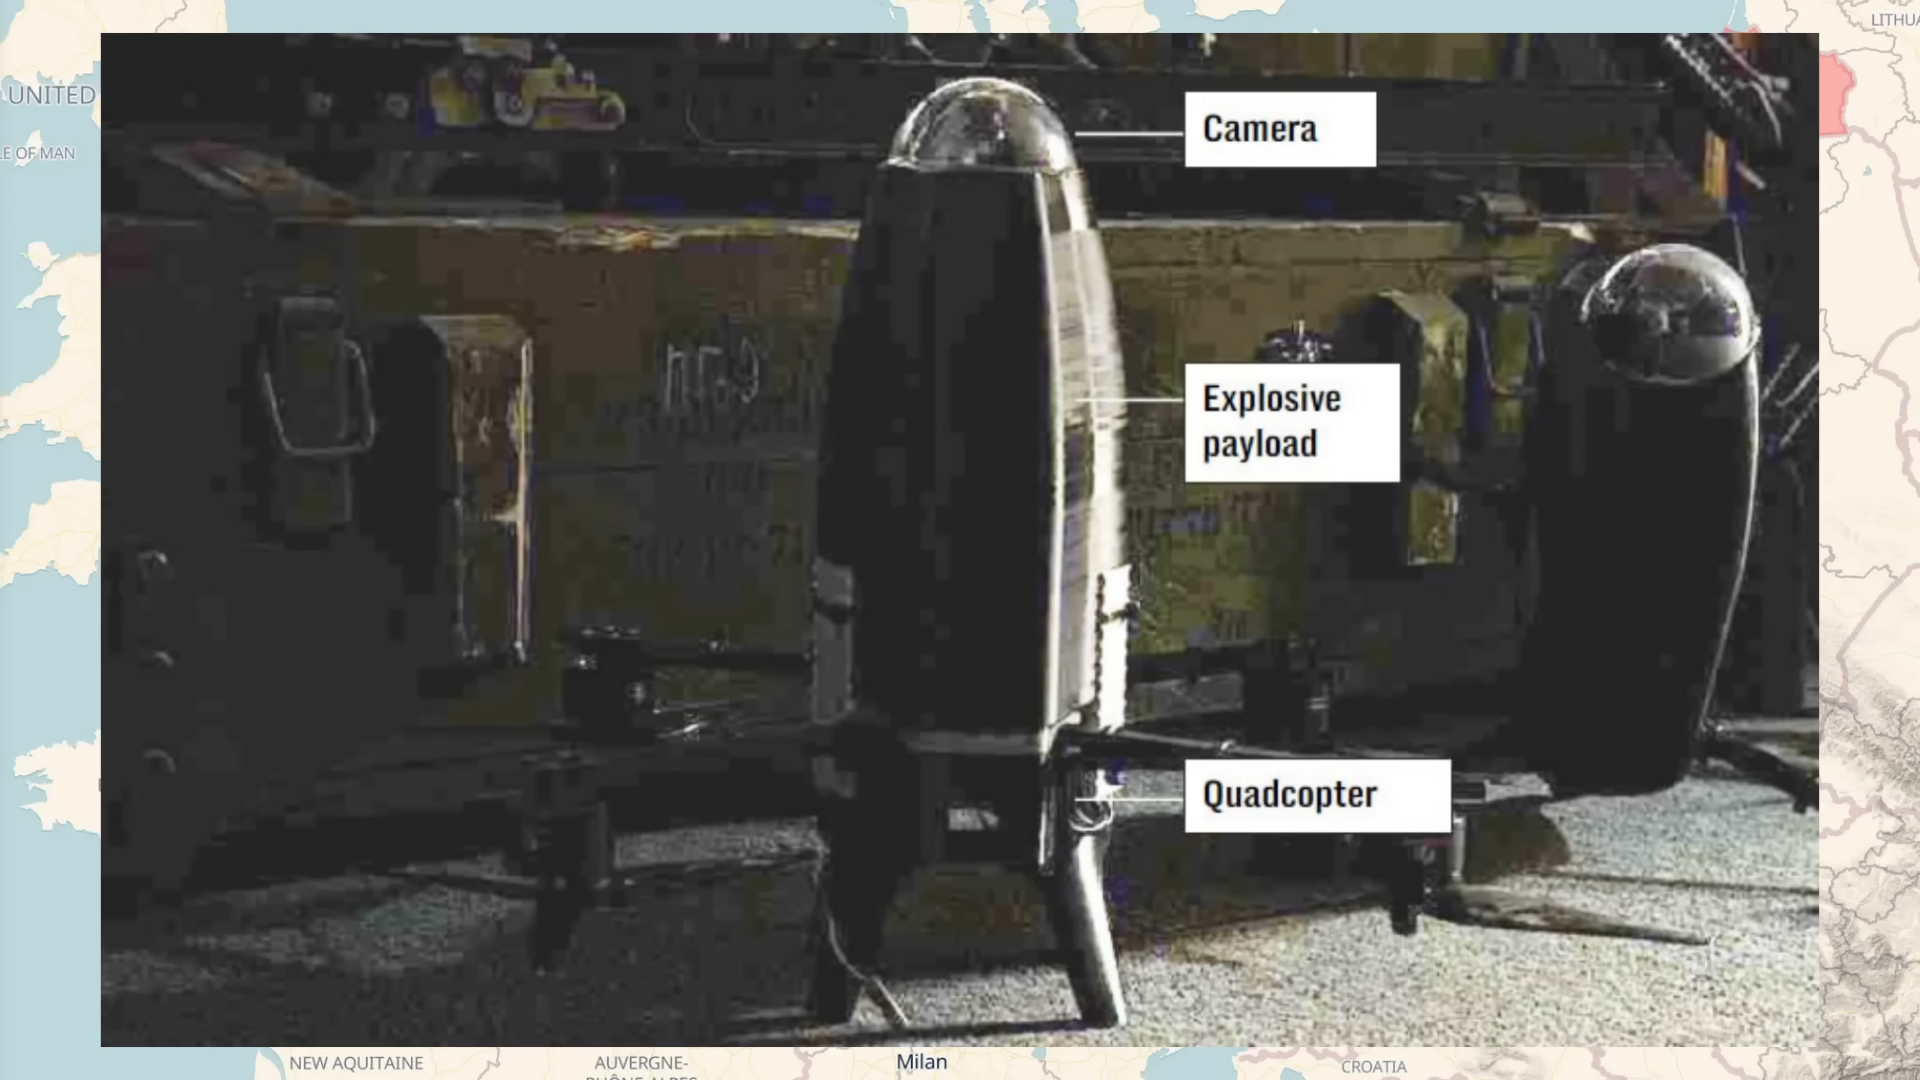 LITHUA
UNITED
LE OF MAN
Camera
Explosive
payload
Quadcopter
NEW AQUITAINE
AUVERGNE-
Milan
CROATIA